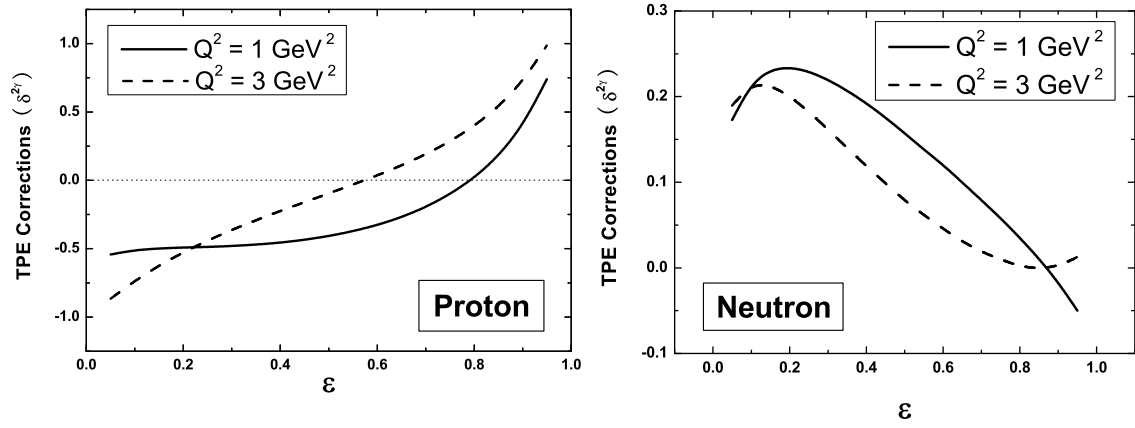 Q² = 1 GeV²
Q² = 3 GeV²
TPE Corrections (δ²ᵞ)
1.0
0.5
0.0
-0.5
-1.0
Proton
0.0 0.2 0.4 0.6 0.8 1.0
ε
Q² = 1 GeV²
Q² = 3 GeV²
TPE Corrections (δ²ᵞ)
0.3
0.2
0.1
0.0
-0.1
Neutron
0.0 0.2 0.4 0.6 0.8 1.0
ε